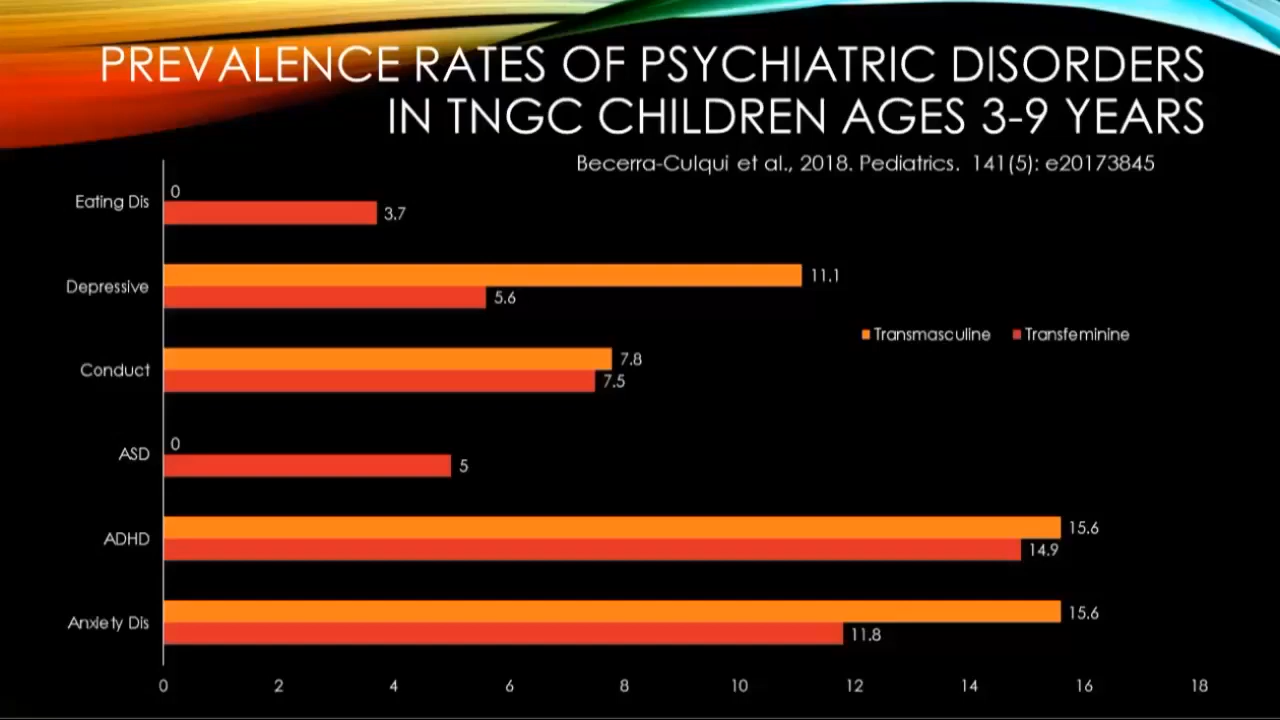 PREVALENCE RATES OF PSYCHIATRIC DISORDERS
IN TNGC CHILDREN AGES 3-9 YEARS
Becerra-Culqui et al., 2018. Pediatrics. 141(5): e20173845
Eating Dis
0
3.7
Depressive
11.1
5.6
Transmasculine Transfeminine
Conduct
7.8
7.5
ASD
0
5
ADHD
15.6
14.9
Anxiety Dis
15.6
11.8
0 2 4 6 8 10 12 14 16 18